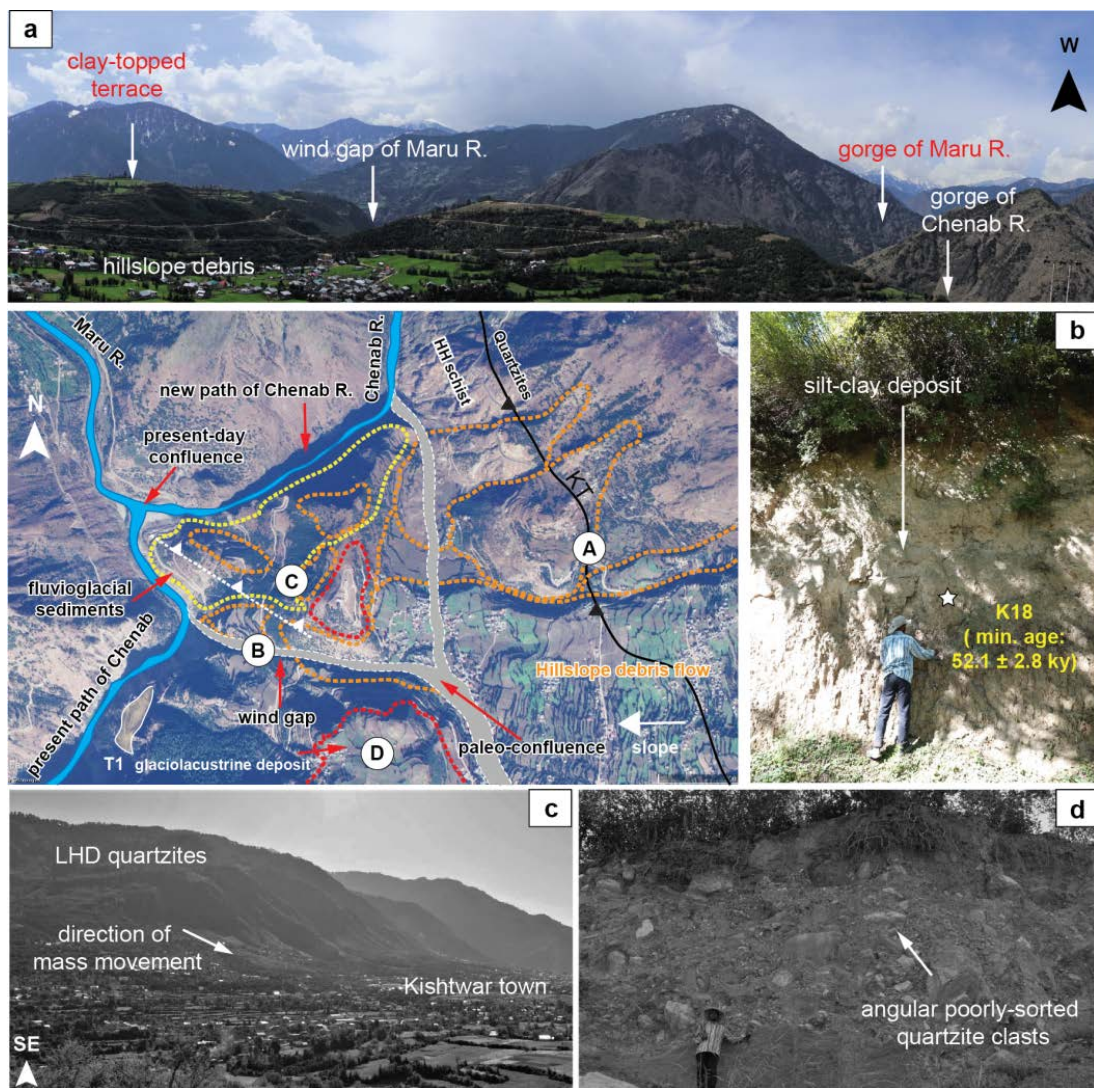 a
W
clay-topped
terrace
wind gap of Maru R.
gorge of Maru R.
gorge of
Chenab R.
hillslope debris
Maru R.
Chenab R.
HH schist
Quartzites
new path of Chenab R.
N
present-day
confluence
KT
A
C
fluvioglacial
sediments
B
Hillslope debris flow
wind gap
present path of Chenab
D
paleo-confluence
slope
T1 glaciolacustrine deposit
b
silt-clay deposit
K18
( min. age:
52.1 ± 2.8 ky)
c
LHD quartzites
direction of
mass movement
Kishtwar town
SE
d
angular poorly-sorted
quartzite clasts